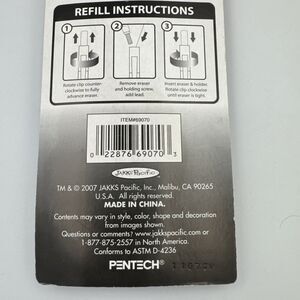 REFILL INSTRUCTIONS
1
2
3
Rotate clip counter-
clockwise to fully
advance eraser.
Remove eraser
and holding screw,
add lead.
Insert eraser & holder.
Rotate clip clockwise
until eraser is tight.
ITEM#69070
0 22876 69070 3
JAKKS Pacific
TM & © 2007 JAKKS Pacific, Inc., Malibu, CA 90265
U.S.A. All rights reserved.
MADE IN CHINA.
Contents may vary in style, color, shape and decoration
from images shown.
Questions or comments? www.jakkspacific.com or
1-877-875-2557 in North America.
Conforms to ASTM D-4236
PENTECH®